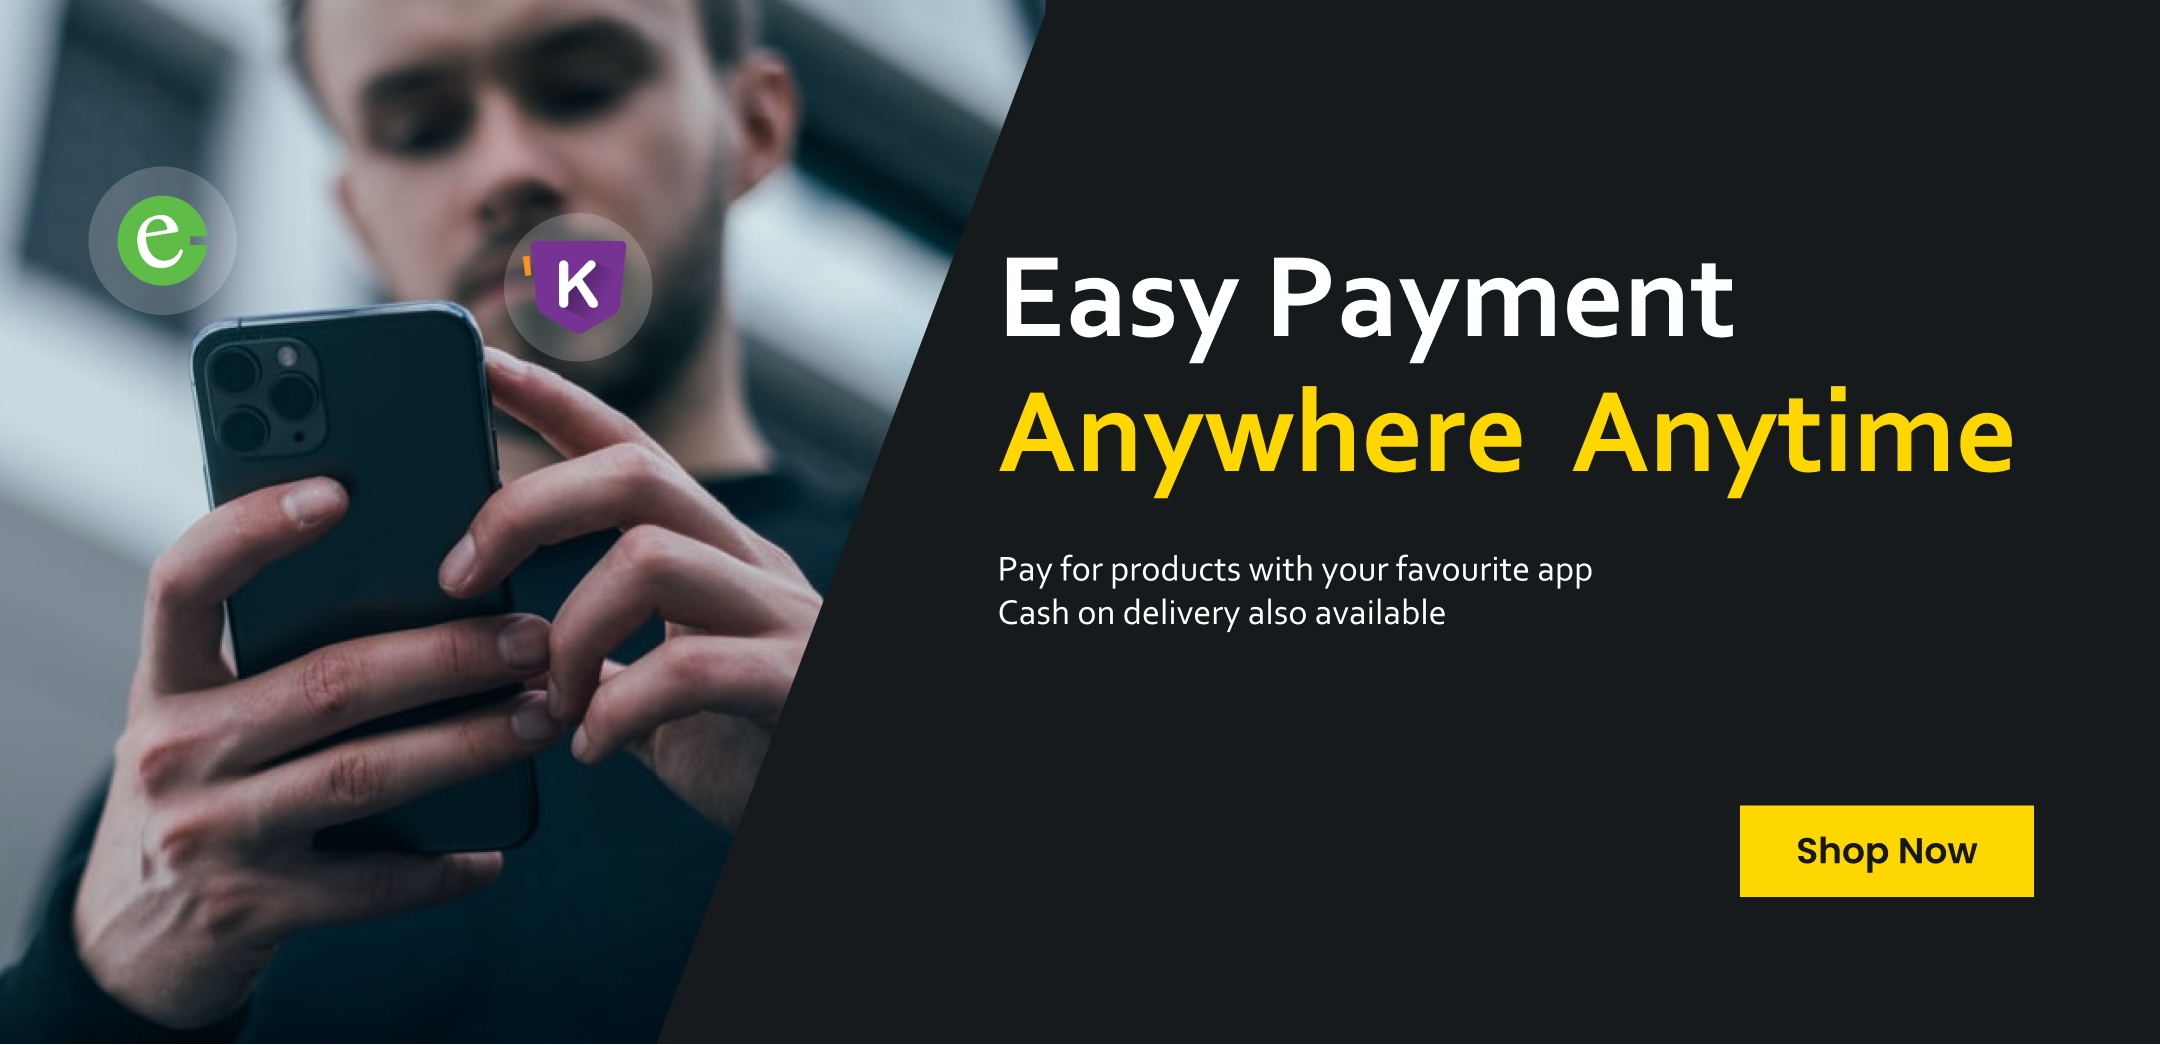 e
K
Easy Payment
Anywhere Anytime
Pay for products with your favourite app
Cash on delivery also available
Shop Now